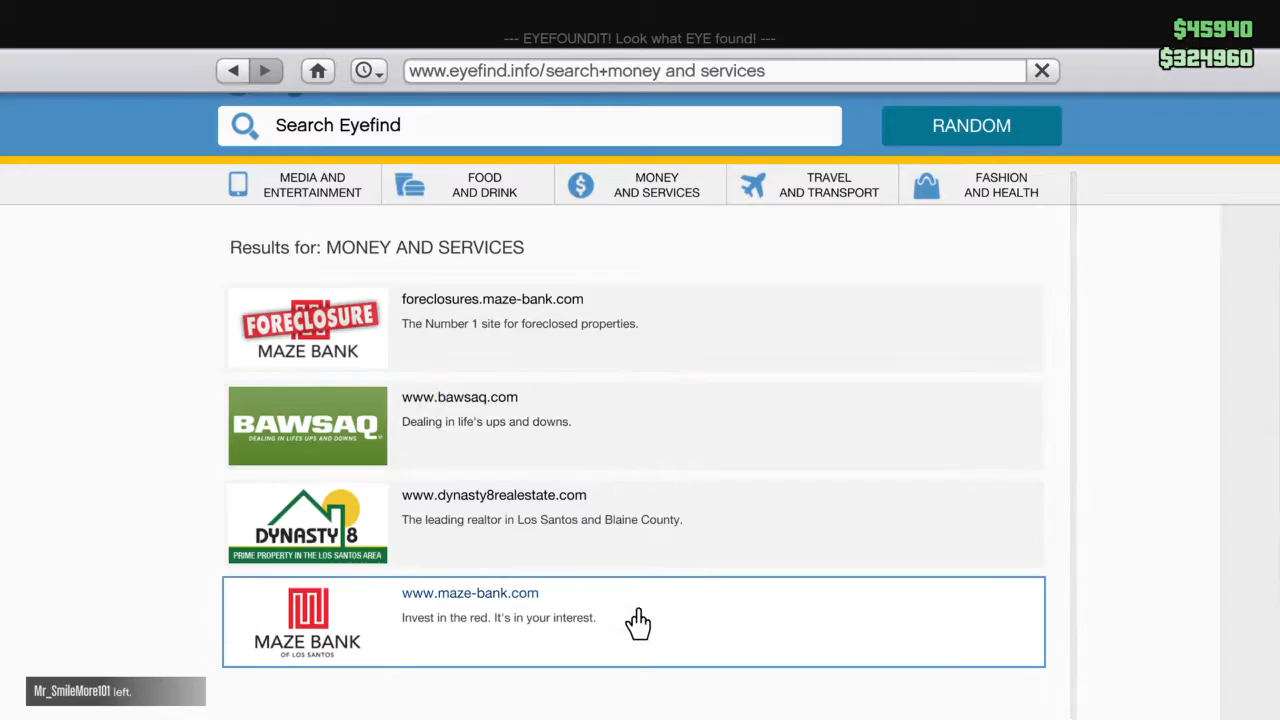 $45940
--- EYEFOUNDIT! Look what EYE found! ---
$324960
www.eyefind.info/search+money and services
Search Eyefind
RANDOM
MEDIA AND
ENTERTAINMENT
FOOD
AND DRINK
MONEY
AND SERVICES
TRAVEL
AND TRANSPORT
FASHION
AND HEALTH
Results for: MONEY AND SERVICES
FORECLOSURE
MAZE BANK
foreclosures.maze-bank.com
The Number 1 site for foreclosed properties.
BAWSAQ
DEALING IN LIFE'S UPS AND DOWNS
www.bawsaq.com
Dealing in life's ups and downs.
DYNASTY 8
PRIME PROPERTY IN THE LOS SANTOS AREA
www.dynasty8realestate.com
The leading realtor in Los Santos and Blaine County.
MAZE BANK
OF LOS SANTOS
www.maze-bank.com
Invest in the red. It's in your interest.
Mr_SmileMore101 left.